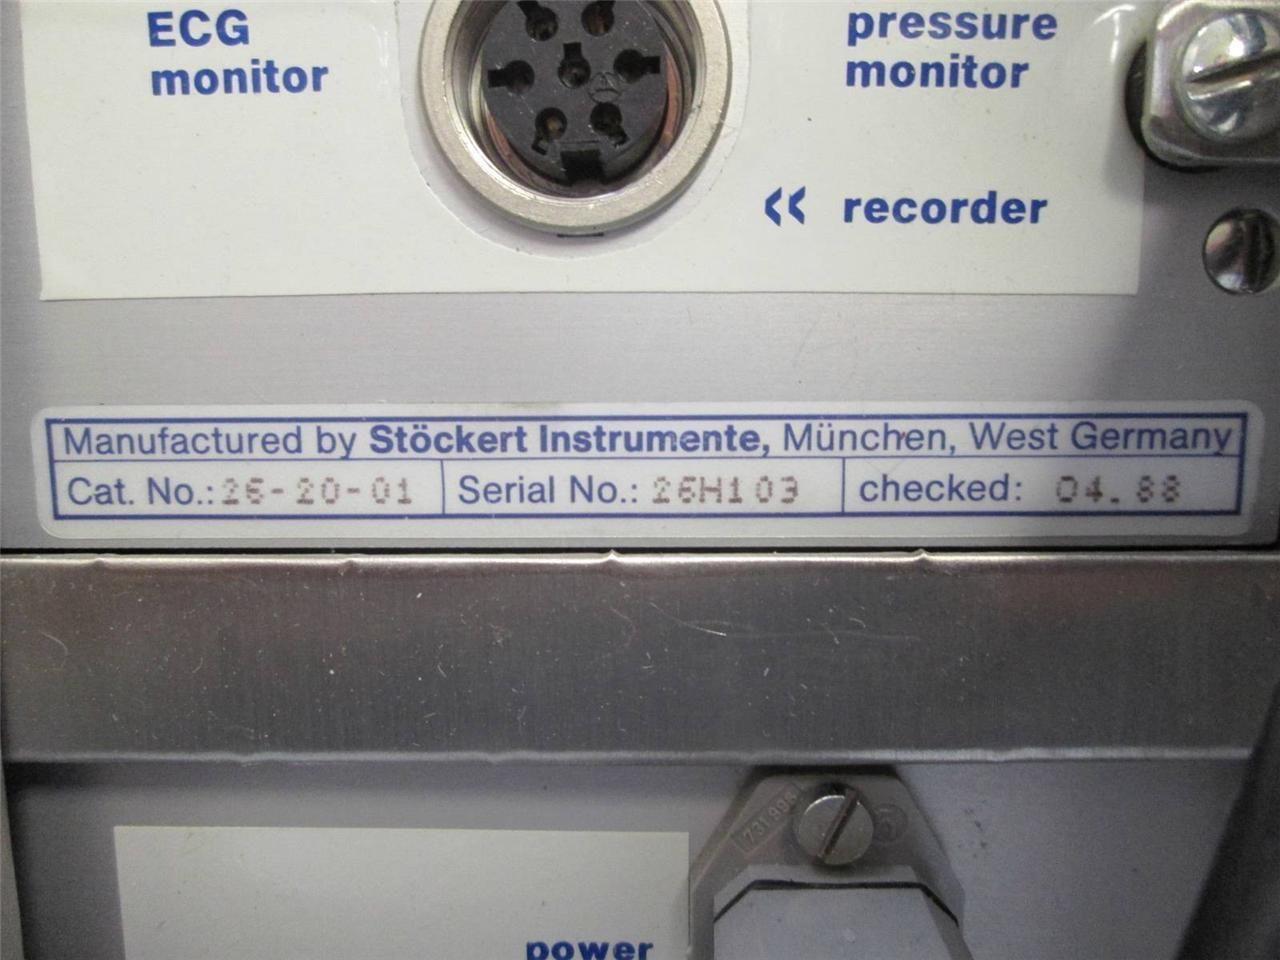 ECG
monitor
pressure
monitor
« recorder
Manufactured by Stöckert Instrumente, München, West Germany
Cat. No.: 26-20-01 Serial No.: 26H103 checked: 04.88
power